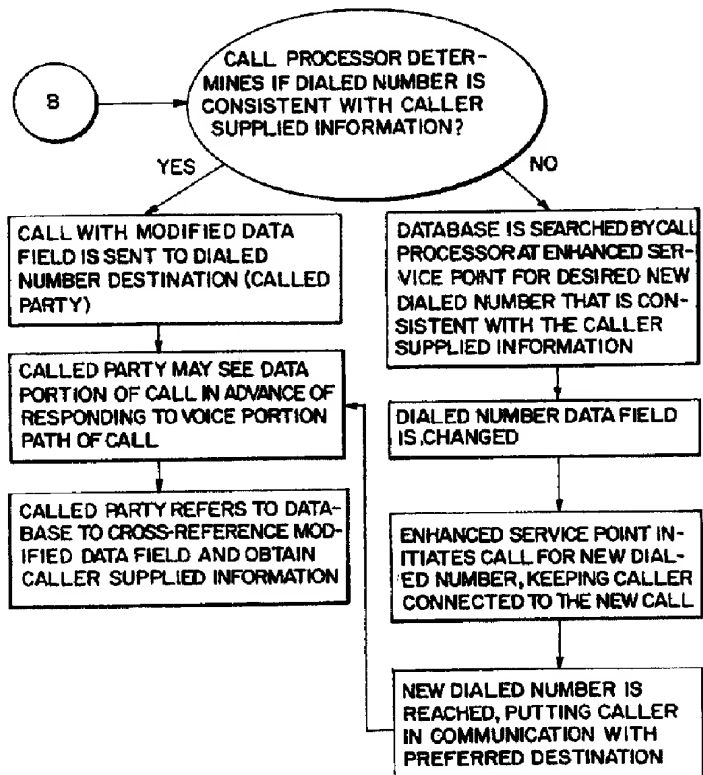 B
CALL PROCESSOR DETER-
MINES IF DIALED NUMBER IS
CONSISTENT WITH CALLER
SUPPLIED INFORMATION?
YES
NO
CALL WITH MODIFIED DATA
FIELD IS SENT TO DIALED
NUMBER DESTINATION (CALLED
PARTY)
CALLED PARTY MAY SEE DATA
PORTION OF CALL IN ADVANCE OF
RESPONDING TO VOICE PORTION
PATH OF CALL
CALLED PARTY REFERS TO DATA-
BASE TO CROSS-REFERENCE MOD-
IFIED DATA FIELD AND OBTAIN
CALLER SUPPLIED INFORMATION
DATABASE IS SEARCHED BY CALL
PROCESSOR AT ENHANCED SER-
VICE POINT FOR DESIRED NEW
DIALED NUMBER THAT IS CON-
SISTENT WITH THE CALLER
SUPPLIED INFORMATION
DIALED NUMBER DATA FIELD
IS CHANGED
ENHANCED SERVICE POINT IN-
ITIATES CALL FOR NEW DIAL-
ED NUMBER, KEEPING CALLER
CONNECTED TO THE NEW CALL
NEW DIALED NUMBER IS
REACHED, PUTTING CALLER
IN COMMUNICATION WITH
PREFERRED DESTINATION